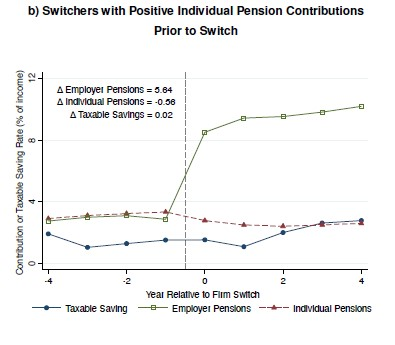 b) Switchers with Positive Individual Pension Contributions
Prior to Switch
Contribution or Taxable Saving Rate (% of income)
12
8
4
0
Δ Employer Pensions = 5.64
Δ Individual Pensions = -0.56
Δ Taxable Savings = 0.02
-4
-2
0
2
4
Year Relative to Firm Switch
Taxable Saving
Employer Pensions
Individual Pensions